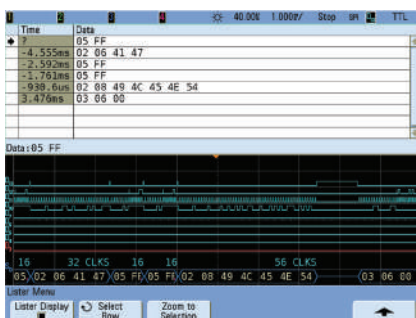 1 2 3 4 40.00% 1.000ms/ Stop TTL
Time Data
? 05 FF
-4.555ms 02 06 41 47
-2.592ms 05 FF
-1.761ms 05 FF
-930.6us 02 08 49 4C 45 4E 54
3.476ms 03 06 00
Data:05 FF
16 32 CLKS 16 16 56 CLKS
05 02 06 41 47 05 FF 05 FF 02 08 49 4C 45 4E 54 03 06 00
Lister Menu
Lister Display Select Zoom to
Row Selection